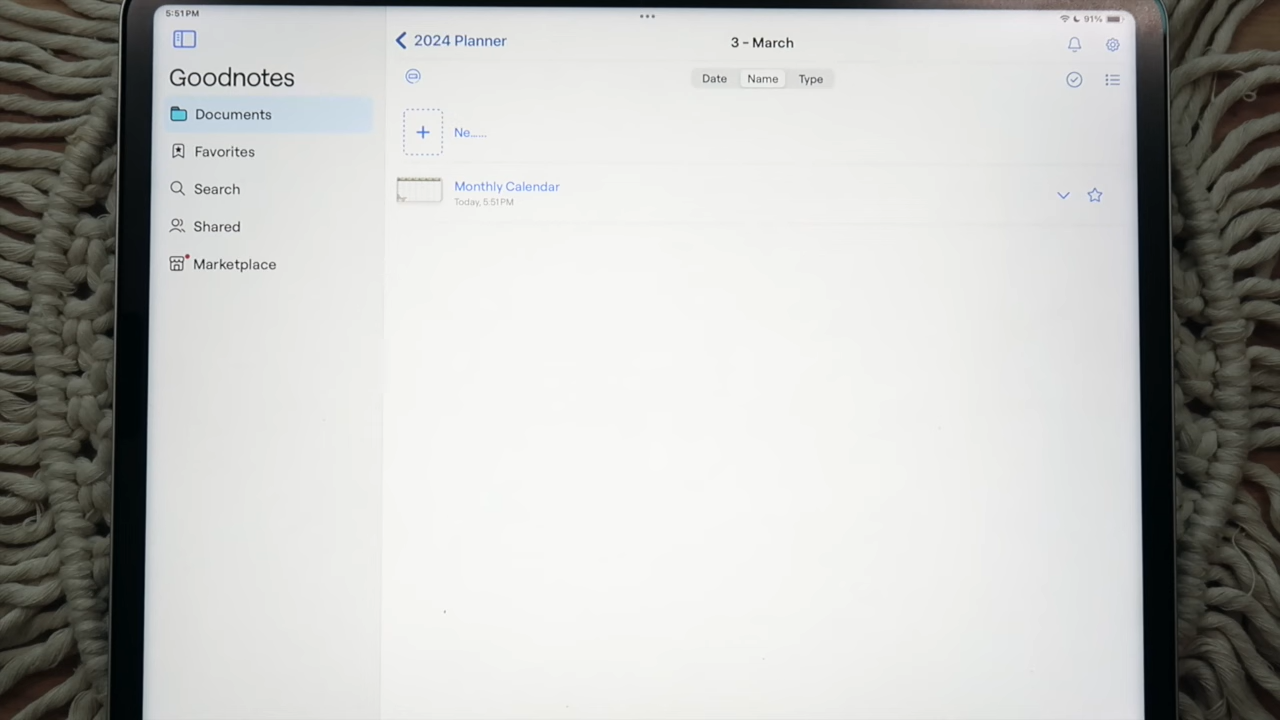 5:51 PM
91%
Goodnotes
Documents
Favorites
Search
Shared
Marketplace
2024 Planner
3 - March
Date Name Type
Ne......
Monthly Calendar
Today, 5:51 PM